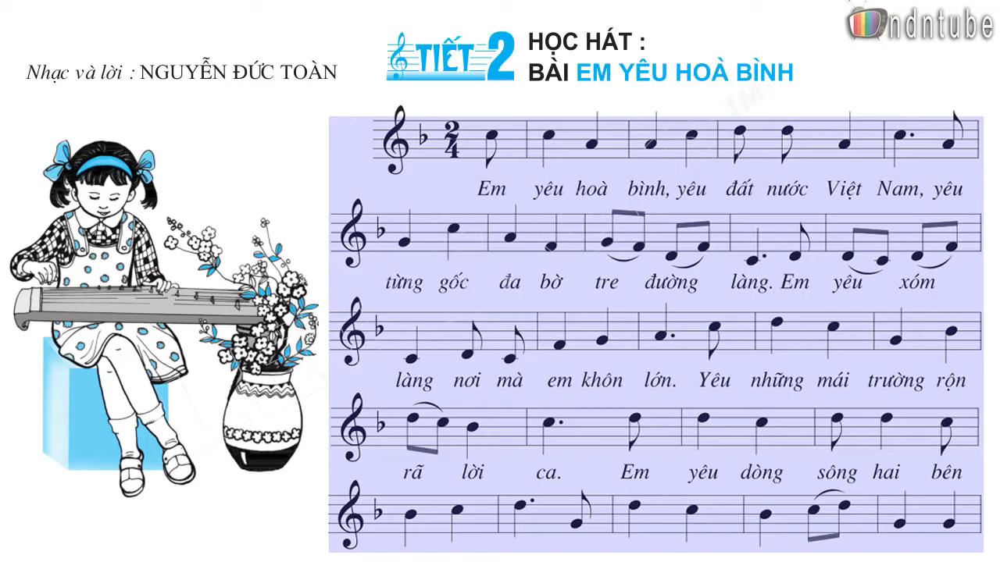 ndntube
TIẾT 2
HỌC HÁT :
BÀI EM YÊU HOÀ BÌNH
Nhạc và lời : NGUYỄN ĐỨC TOÀN
2
4
Em yêu hoà bình, yêu đất nước Việt Nam, yêu
từng gốc đa bờ tre đường làng. Em yêu xóm
làng nơi mà em khôn lớn. Yêu những mái trường rộn
rã lời ca. Em yêu dòng sông hai bên